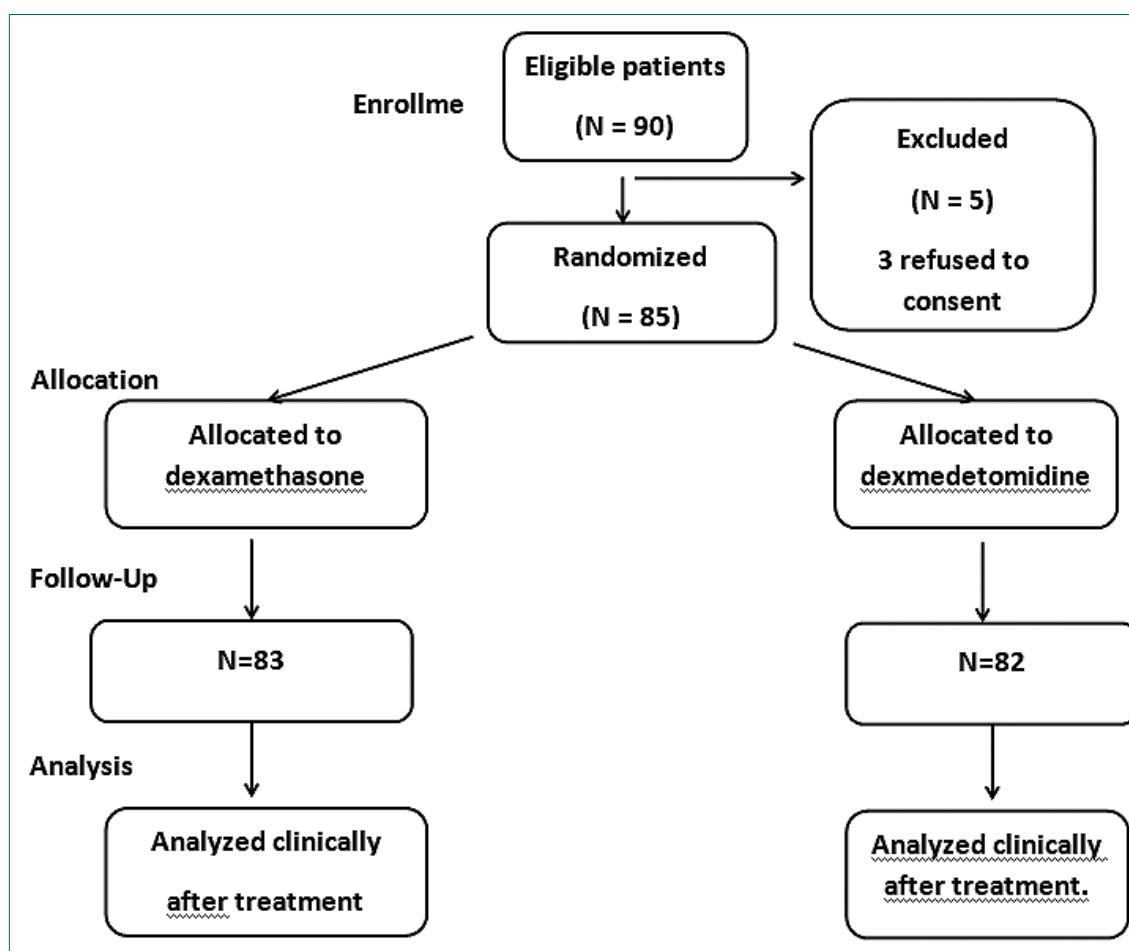 Eligible patients
(N = 90)
Enrollme
Excluded
(N = 5)
3 refused to
consent
Randomized
(N = 85)
Allocation
Allocated to
dexamethasone
Allocated to
dexmedetomidine
Follow-Up
N=83
N=82
Analysis
Analyzed clinically
after treatment
Analyzed clinically
after treatment.